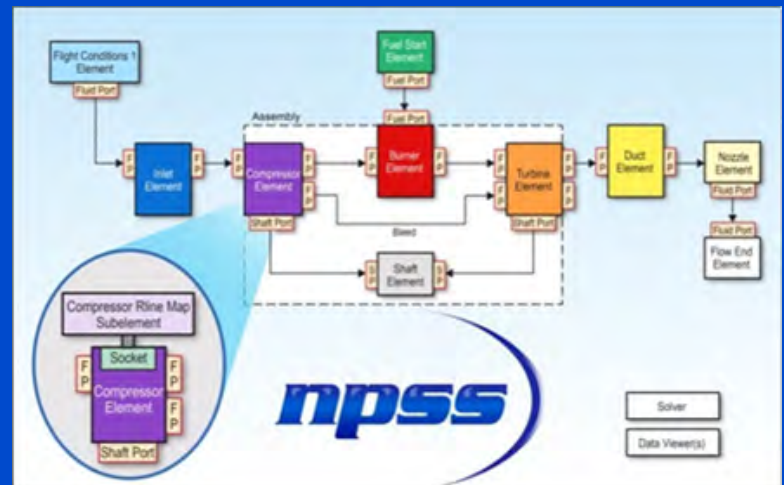 Flight Conditions 1
Element
Fluid Port
Fuel Start
Element
Fuel Port
Assembly
Fuel Port
F
P
Inlet
Element
F
P
F
P
Compressor
Element
F
P
F
P
Shaft Port
F
P
Burner
Element
F
P
F
P
F
P
Turbine
Element
F
P
Shaft Port
Bleed
F
P
Duct
Element
F
P
Nozzle
Element
Fluid Port
Fluid Port
Flow End
Element
S
P
Shaft
Element
S
P
Compressor Rline Map
Subelement
Socket
F
P
Compressor
Element
F
P
F
P
Shaft Port
npss
Solver
Data Viewer(s)